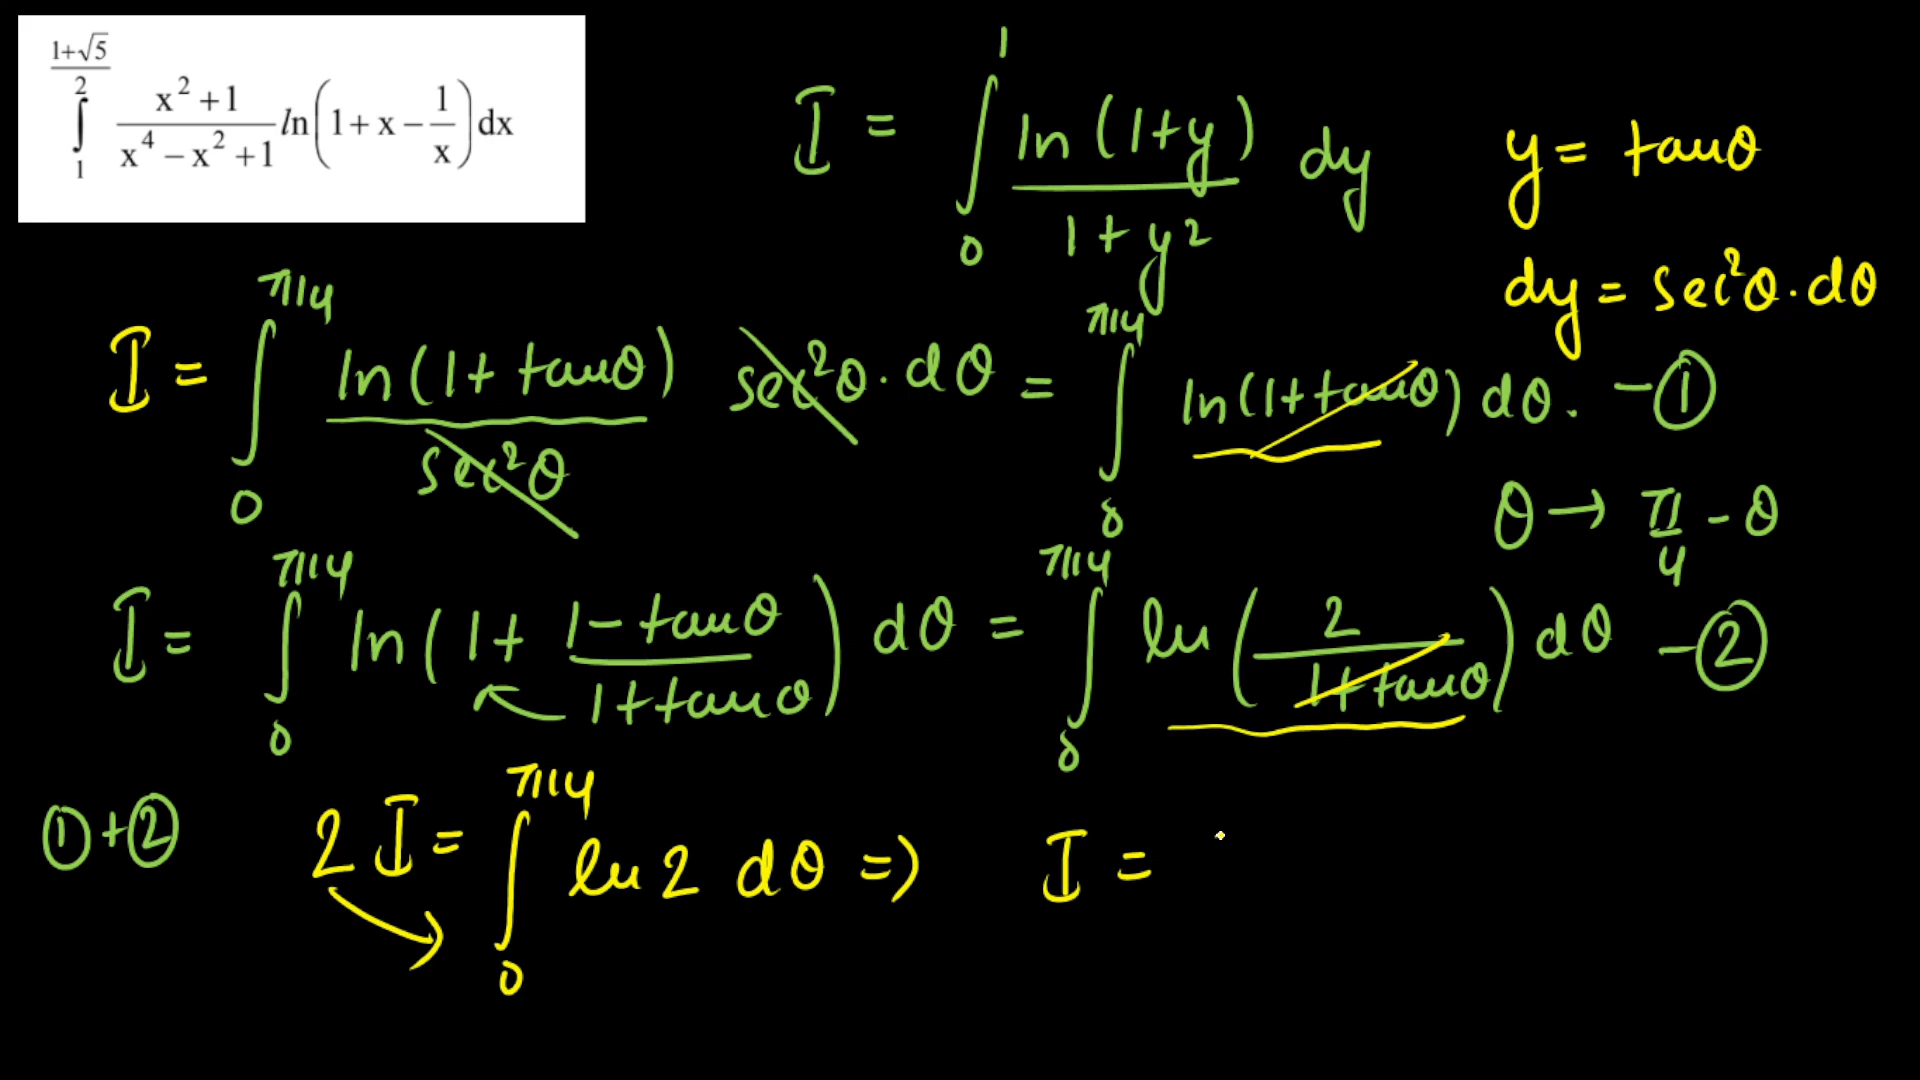 ∫_1^{(1+√5)/2} (x² + 1)/(x⁴ − x² + 1) ln(1 + x − 1/x) dx
I = ∫_0^1 ln(1+y)/(1+y²) dy
y = tanθ
dy = sec²θ·dθ
I = ∫_0^{π/4} ln(1+tanθ)/sec²θ sec²θ·dθ = ∫_0^{π/4} ln(1+tanθ) dθ. –①
θ → π/4 – θ
I = ∫_0^{π/4} ln(1+ (1–tanθ)/(1+tanθ)) dθ = ∫_0^{π/4} ln(2/(1+tanθ)) dθ –②
①+② 2I = ∫_0^{π/4} ln2 dθ => I =